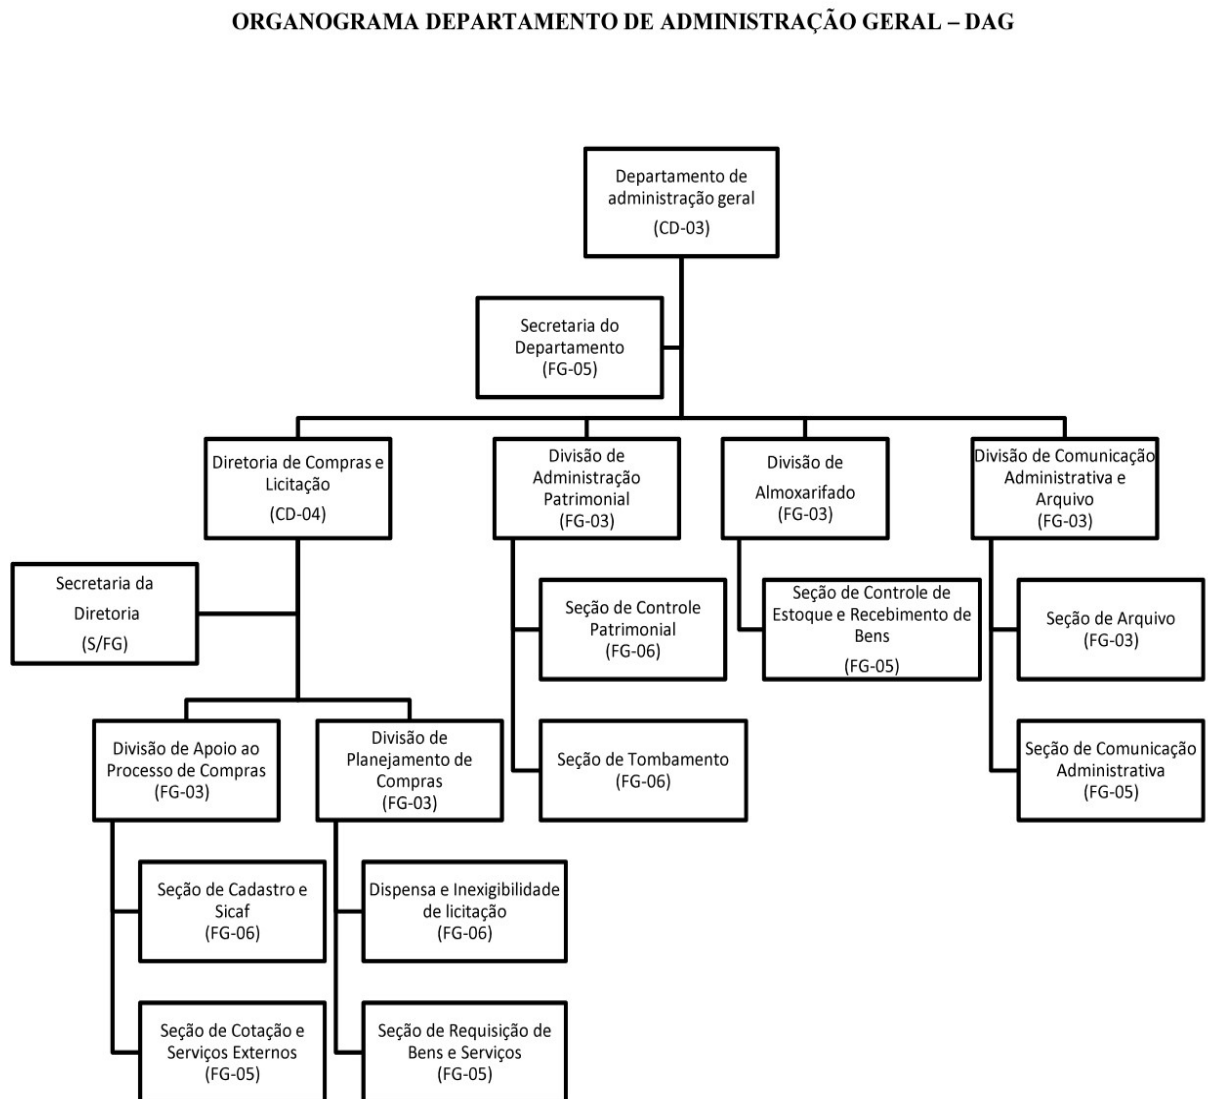 ORGANOGRAMA DEPARTAMENTO DE ADMINISTRAÇÃO GERAL – DAG
Departamento de
administração geral
(CD-03)
Secretaria do
Departamento
(FG-05)
Diretoria de Compras e
Licitação
(CD-04)
Divisão de
Administração
Patrimonial
(FG-03)
Divisão de
Almoxarifado
(FG-03)
Divisão de Comunicação
Administrativa e
Arquivo
(FG-03)
Secretaria da
Diretoria
(S/FG)
Seção de Controle
Patrimonial
(FG-06)
Seção de Controle de
Estoque e Recebimento de
Bens
(FG-05)
Seção de Arquivo
(FG-03)
Divisão de Apoio ao
Processo de Compras
(FG-03)
Divisão de
Planejamento de
Compras
(FG-03)
Seção de Tombamento
(FG-06)
Seção de Comunicação
Administrativa
(FG-05)
Seção de Cadastro e
Sicaf
(FG-06)
Dispensa e Inexigibilidade
de licitação
(FG-06)
Seção de Cotação e
Serviços Externos
(FG-05)
Seção de Requisição de
Bens e Serviços
(FG-05)